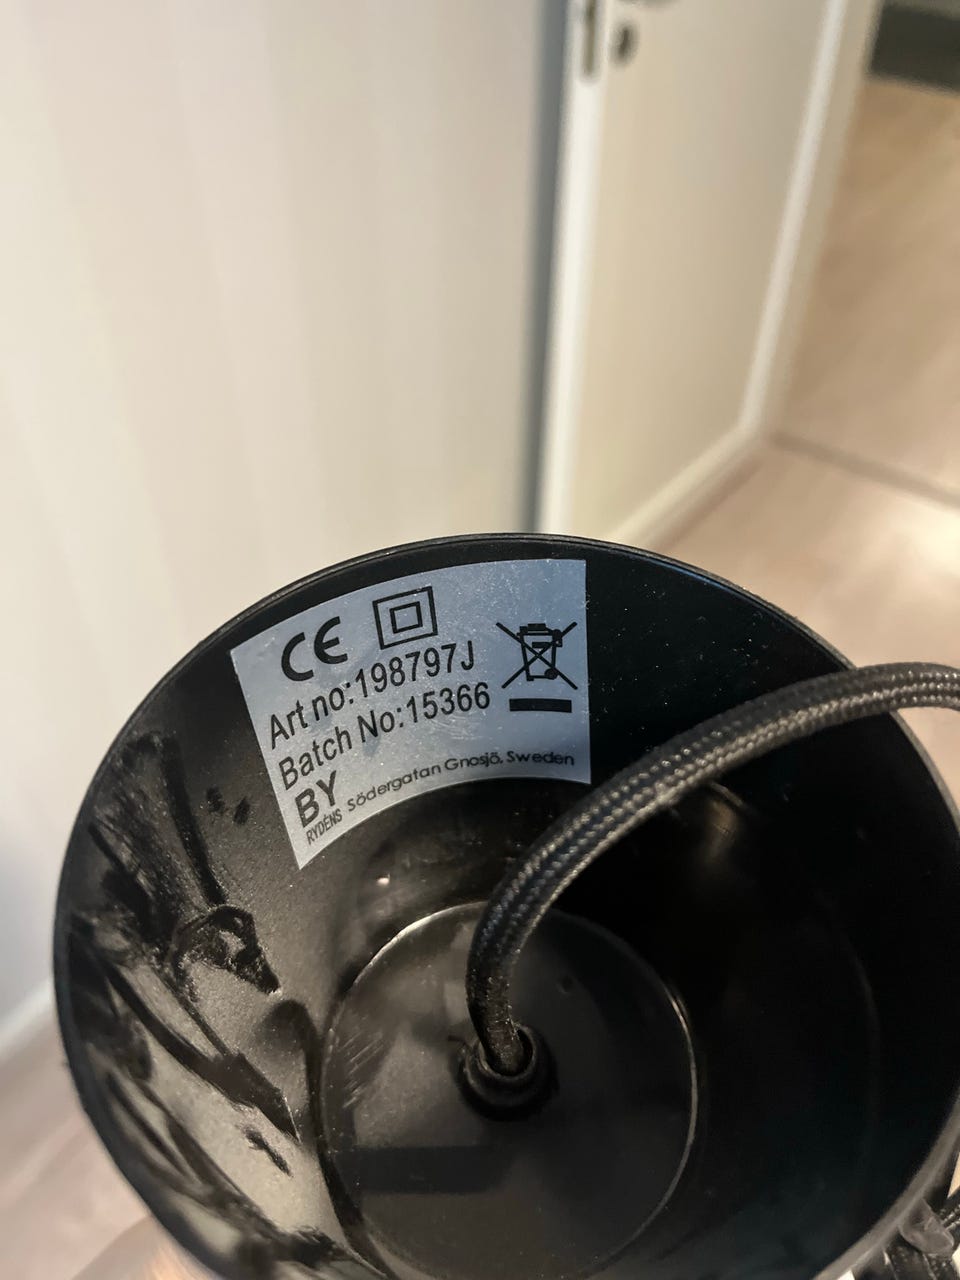 CE
Art no:198797J
Batch No:15366
BY
RYDÉNS Södergatan Gnosjö, Sweden